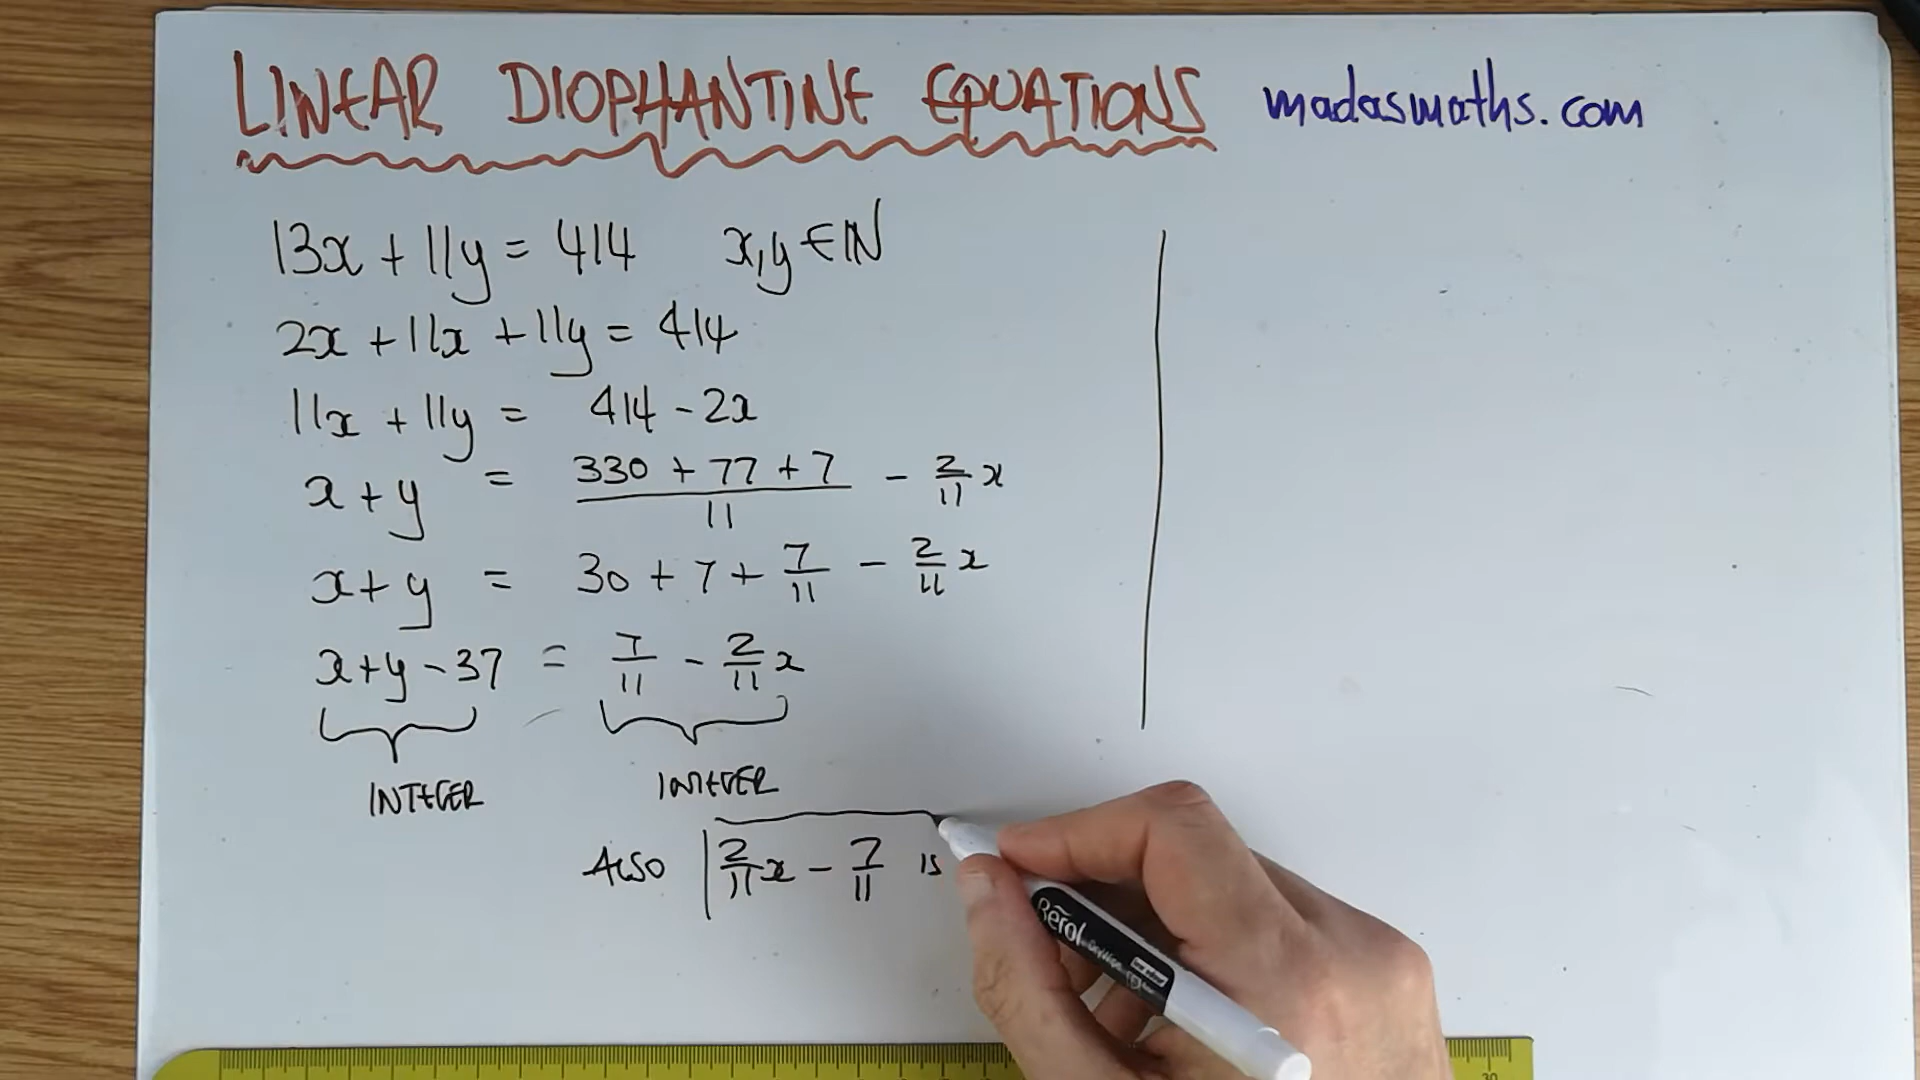 LINEAR DIOPHANTINE EQUATIONS madasmaths.com
13x + 11y = 414 x,y ∈ ℕ
2x + 11x + 11y = 414
11x + 11y = 414 - 2x
x + y = (330 + 77 + 7)/11 - 2/11 x
x + y = 30 + 7 + 7/11 - 2/11 x
x + y - 37 = 7/11 - 2/11 x
INTEGER INTEGER
ALSO 2/11 x - 7/11 IS
Berol
30